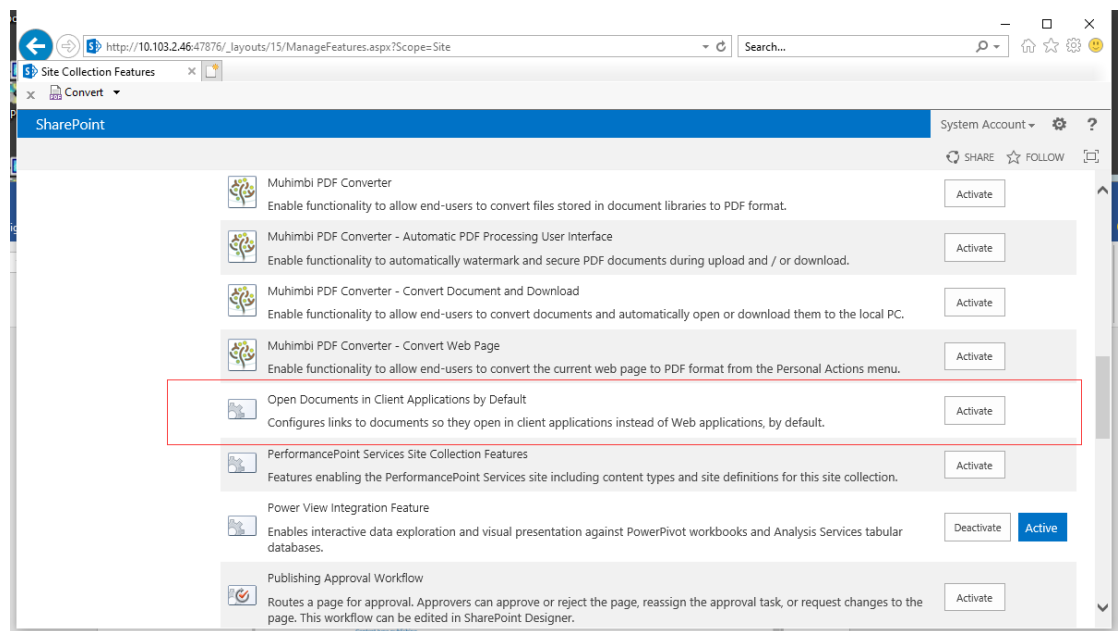 http://10.103.2.46:47876/_layouts/15/ManageFeatures.aspx?Scope=Site
Search...
Site Collection Features
Convert
SharePoint
System Account
?
SHARE
FOLLOW
Muhimbi PDF Converter
Enable functionality to allow end-users to convert files stored in document libraries to PDF format.
Activate
Muhimbi PDF Converter - Automatic PDF Processing User Interface
Enable functionality to automatically watermark and secure PDF documents during upload and / or download.
Activate
Muhimbi PDF Converter - Convert Document and Download
Enable functionality to allow end-users to convert documents and automatically open or download them to the local PC.
Activate
Muhimbi PDF Converter - Convert Web Page
Enable functionality to allow end-users to convert the current web page to PDF format from the Personal Actions menu.
Activate
Open Documents in Client Applications by Default
Configures links to documents so they open in client applications instead of Web applications, by default.
Activate
PerformancePoint Services Site Collection Features
Features enabling the PerformancePoint Services site including content types and site definitions for this site collection.
Activate
Power View Integration Feature
Enables interactive data exploration and visual presentation against PowerPivot workbooks and Analysis Services tabular
databases.
Deactivate
Active
Publishing Approval Workflow
Routes a page for approval. Approvers can approve or reject the page, reassign the approval task, or request changes to the
page. This workflow can be edited in SharePoint Designer.
Activate